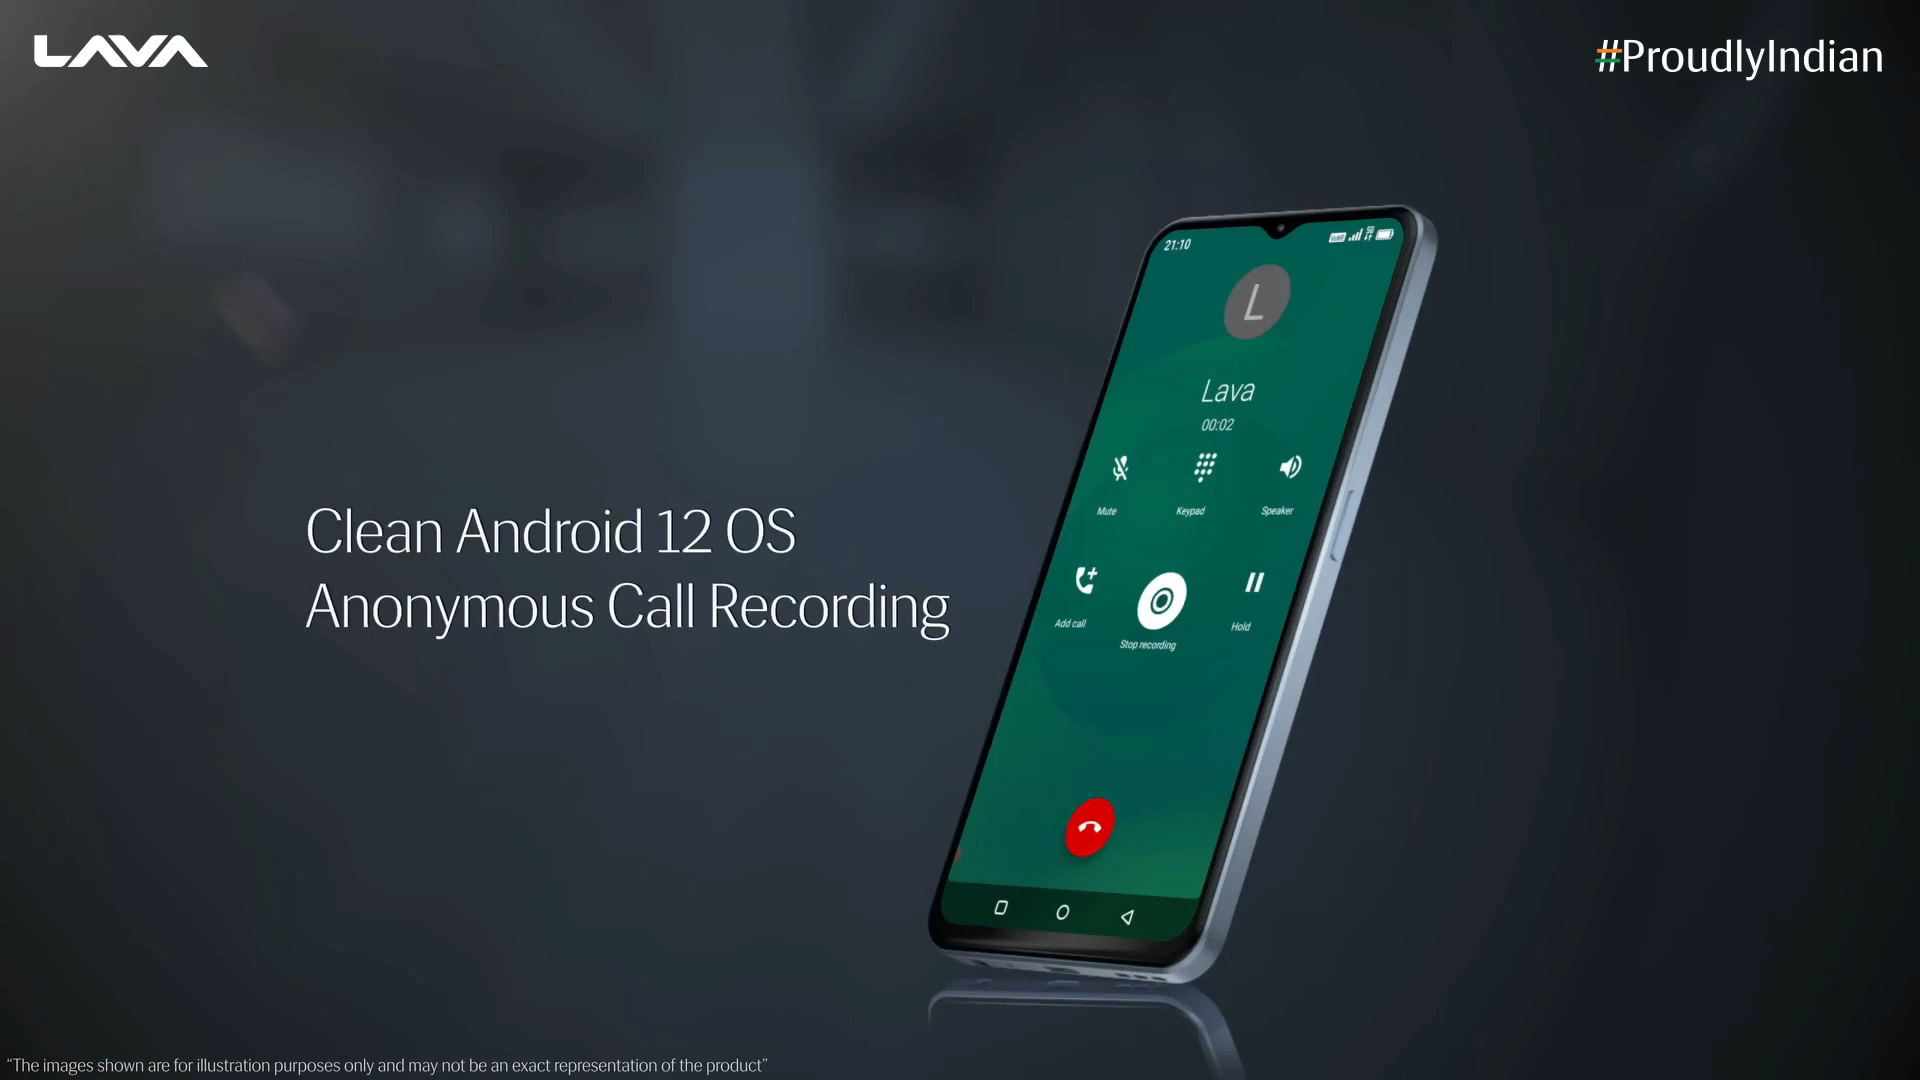 LAVA
#ProudlyIndian
21:10
L
Lava
00:02
Mute
Keypad
Speaker
Add call
Stop recording
Hold
Clean Android 12 OS
Anonymous Call Recording
“The images shown are for illustration purposes only and may not be an exact representation of the product”